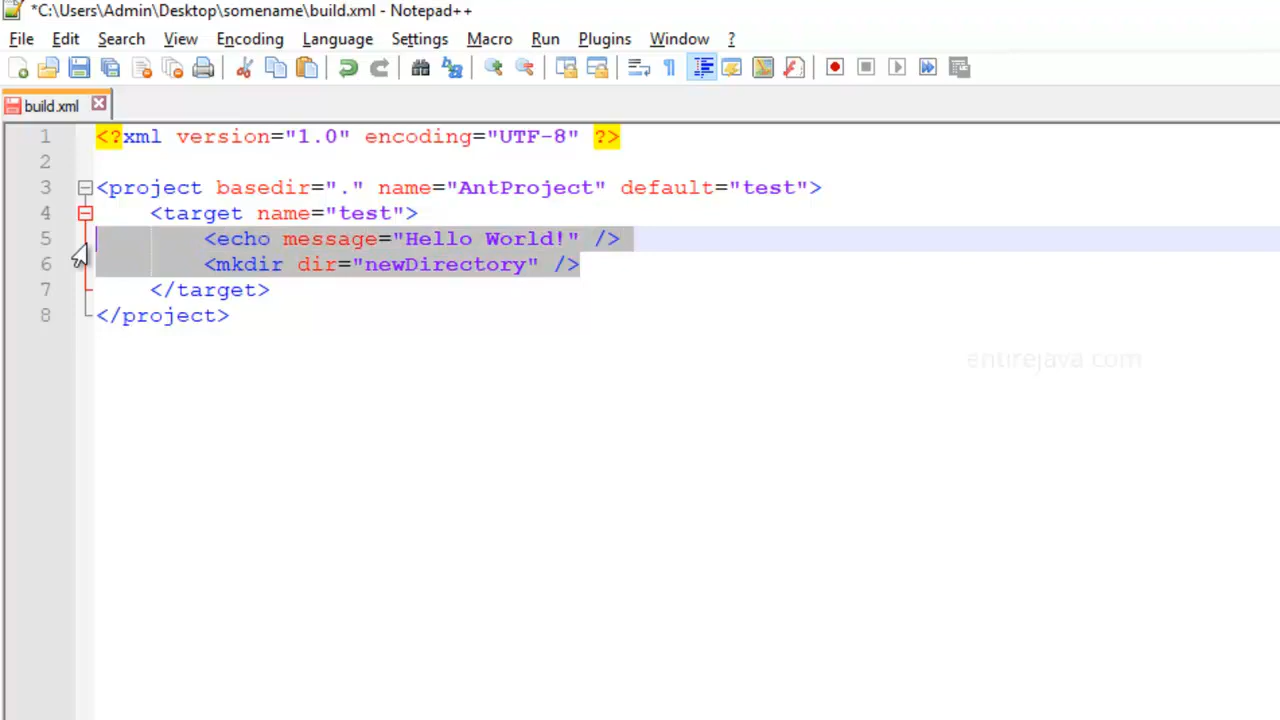 *C:\Users\Admin\Desktop\somename\build.xml - Notepad++
File Edit Search View Encoding Language Settings Macro Run Plugins Window ?
build.xml
1 <?xml version="1.0" encoding="UTF-8" ?>
2
3 <project basedir="." name="AntProject" default="test">
4 <target name="test">
5 <echo message="Hello World!" />
6 <mkdir dir="newDirectory" />
7 </target>
8 </project>
entirejava.com